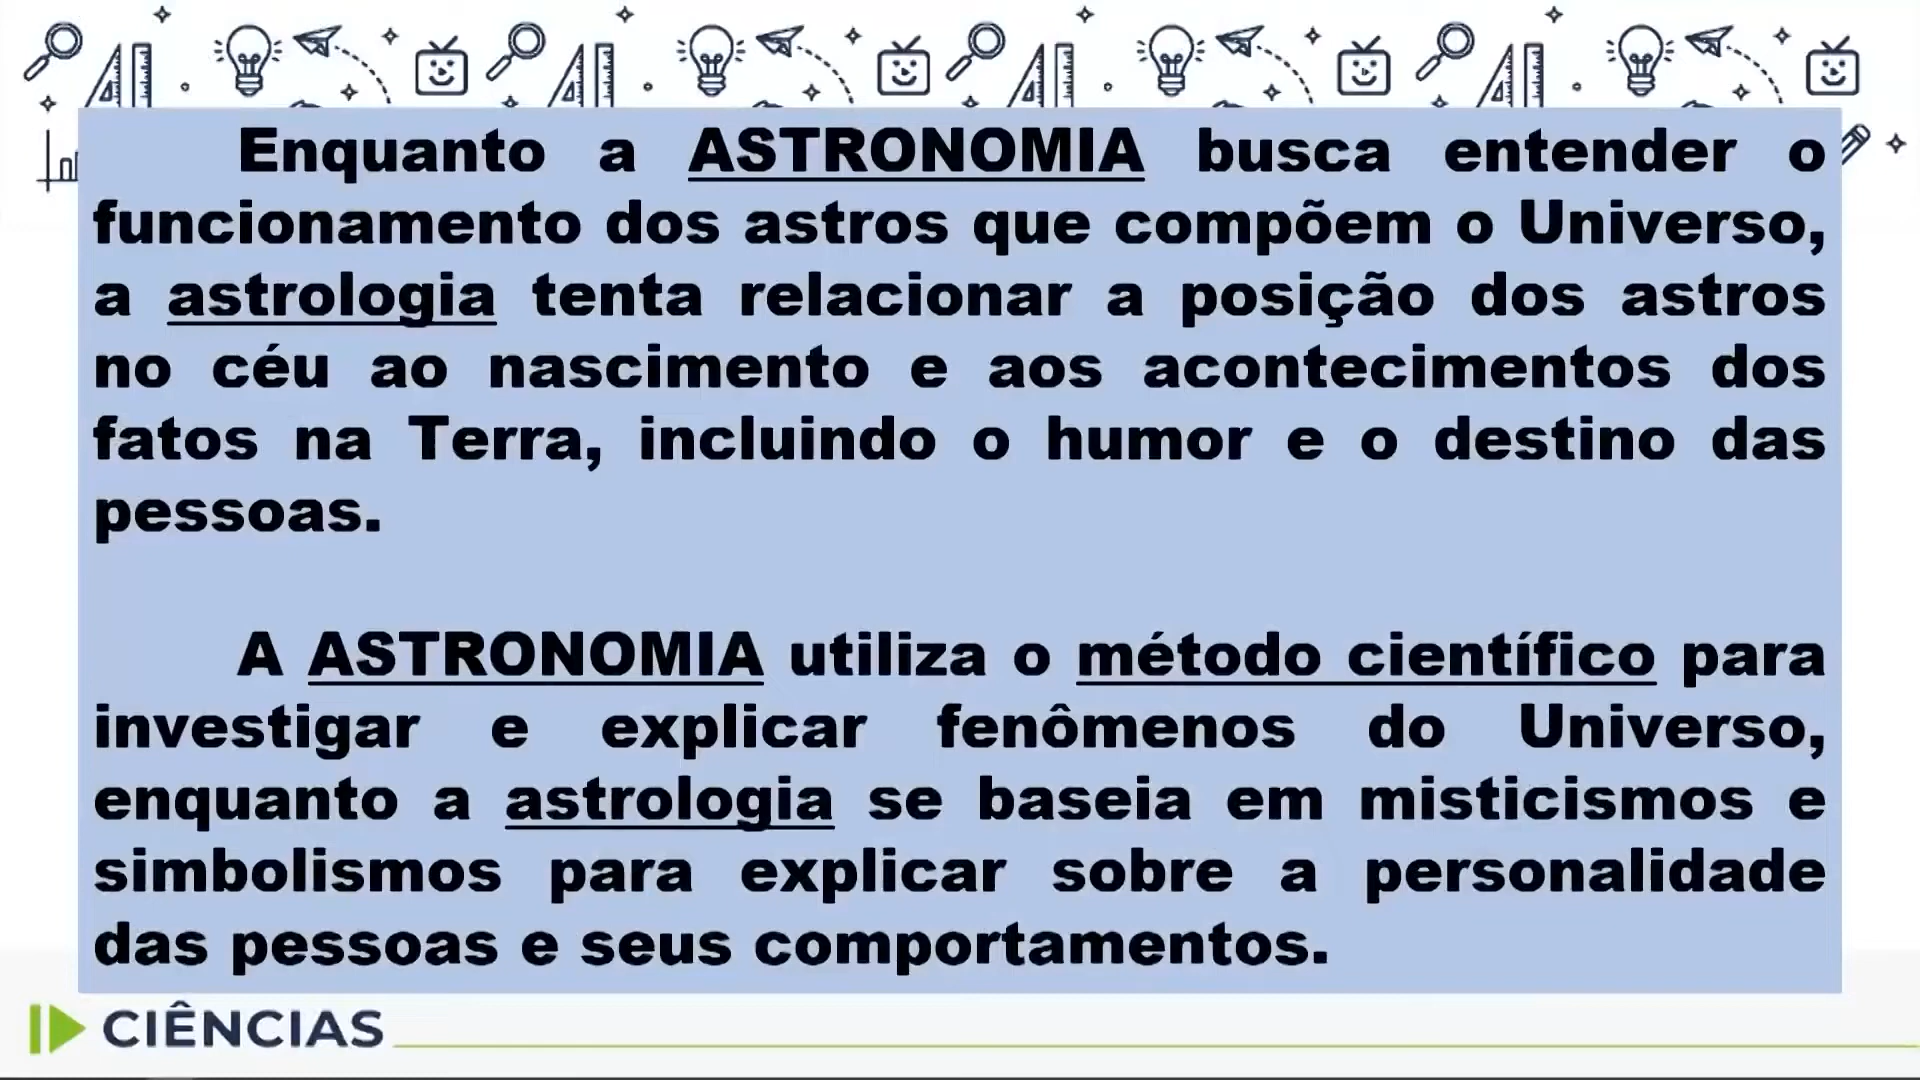 Enquanto a ASTRONOMIA busca entender o
funcionamento dos astros que compõem o Universo,
a astrologia tenta relacionar a posição dos astros
no céu ao nascimento e aos acontecimentos dos
fatos na Terra, incluindo o humor e o destino das
pessoas.
A ASTRONOMIA utiliza o método científico para
investigar e explicar fenômenos do Universo,
enquanto a astrologia se baseia em misticismos e
simbolismos para explicar sobre a personalidade
das pessoas e seus comportamentos.
CIÊNCIAS